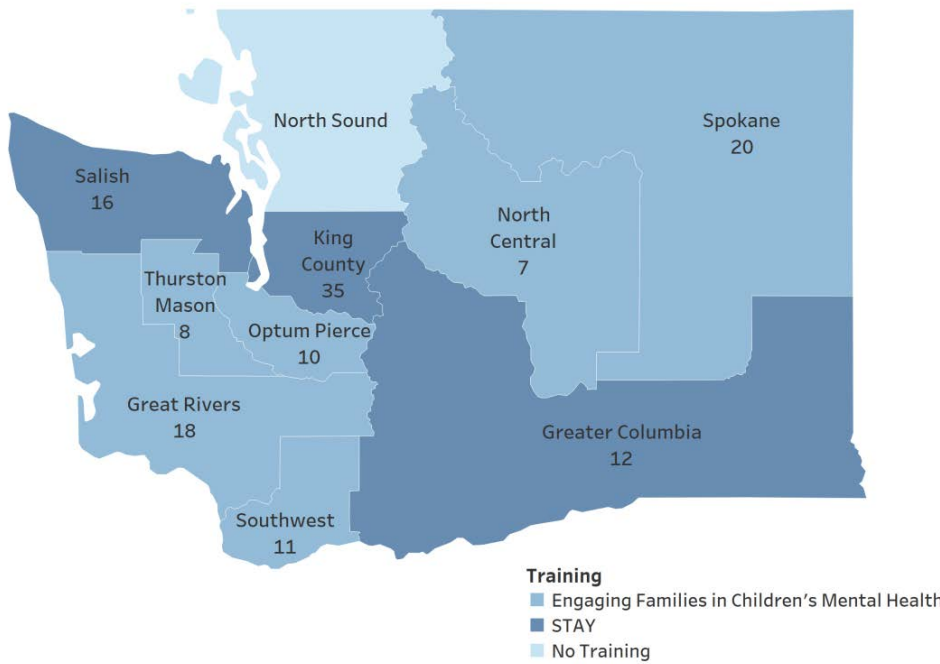 North Sound
Spokane
20
Salish
16
North
Central
7
King
County
35
Thurston
Mason
8
Optum Pierce
10
Great Rivers
18
Greater Columbia
12
Southwest
11
Training
Engaging Families in Children's Mental Health
STAY
No Training